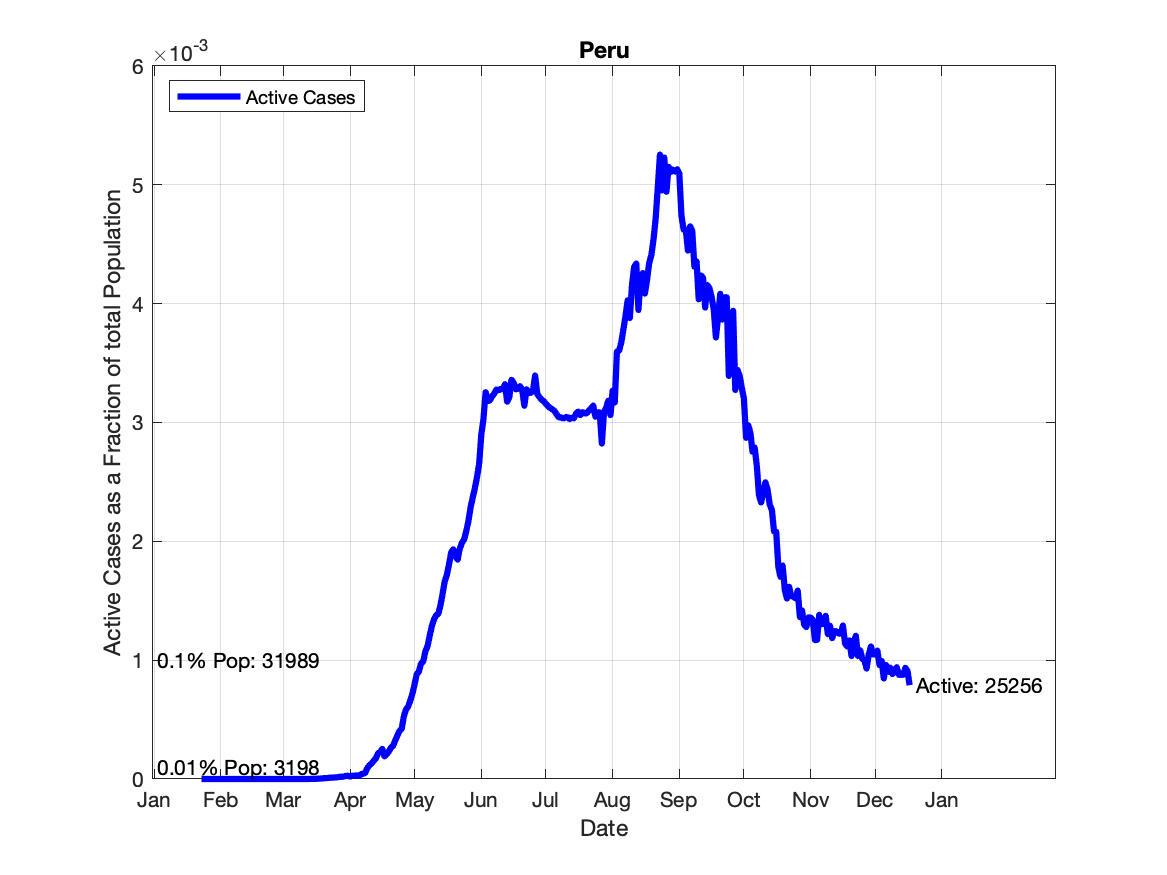 Peru
×10-3
6
Active Cases
5
4
3
2
1
0
Active Cases as a Fraction of total Population
0.1% Pop: 31989
0.01% Pop: 3198
Active: 25256
Jan Feb Mar Apr May Jun Jul Aug Sep Oct Nov Dec Jan
Date